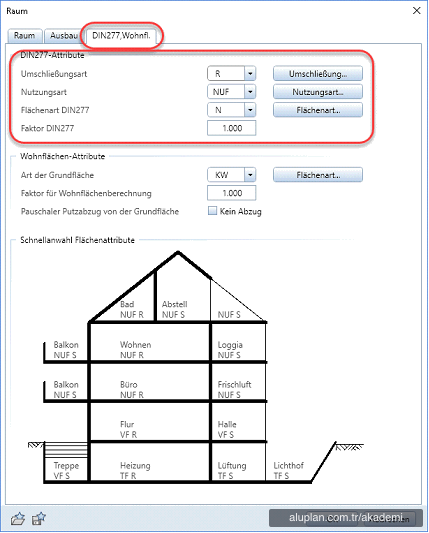 Raum
Raum Ausbau DIN277,Wohnfl.
DIN277-Attribute
Umschließungsart R Umschließung...
Nutzungsart NUF Nutzungsart...
Flächenart DIN277 N Flächenart...
Faktor DIN277 1.000
Wohnflächen-Attribute
Art der Grundfläche KW Flächenart...
Faktor für Wohnflächenberechnung 1.000
Pauschaler Putzabzug von der Grundfläche Kein Abzug
Schnellanwahl Flächenattribute
Bad Abstell
NUF R NUF S NUF S
Balkon Wohnen Loggia
NUF S NUF R NUF S
Balkon Büro Frischluft
NUF S NUF R NUF S
Flur Halle
VF R VF S
Treppe Heizung Lüftung Lichthof
VF S TF R TF S TF S
aluplan.com.tr/akademi